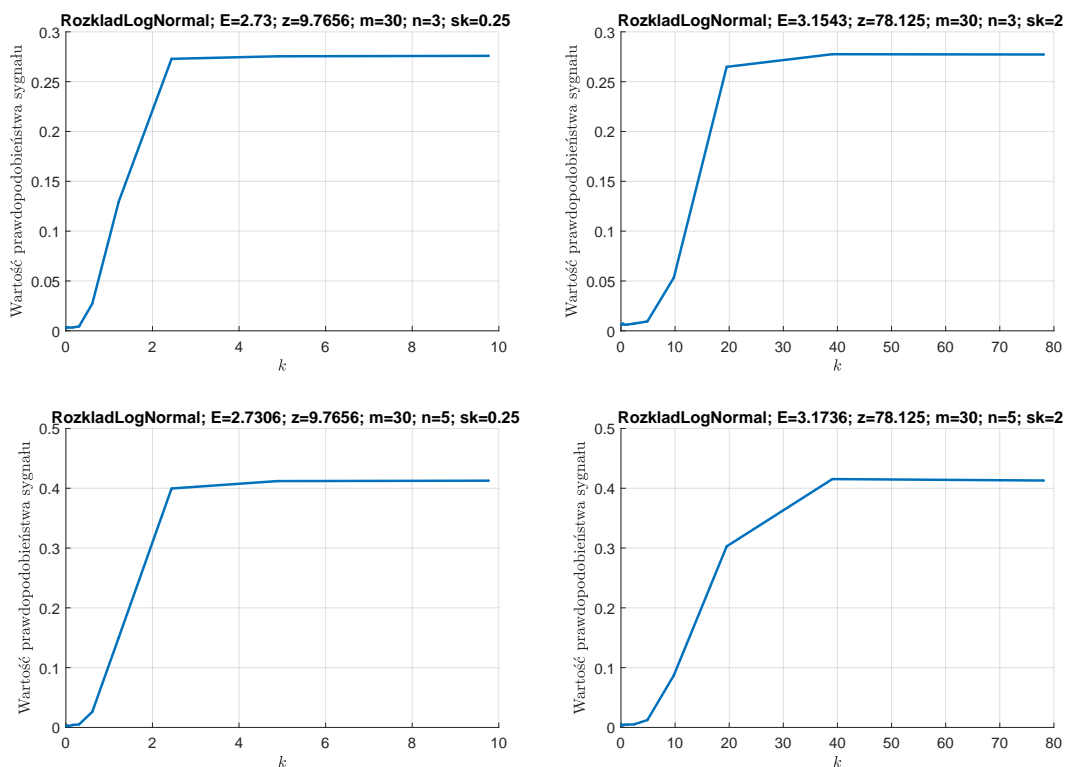 RozkladLogNormal; E=2.73; z=9.7656; m=30; n=3; sk=0.25
Wartość prawdopodobieństwa sygnału
0.3
0.25
0.2
0.15
0.1
0.05
0
0 2 4 6 8 10
k
RozkladLogNormal; E=3.1543; z=78.125; m=30; n=3; sk=2
Wartość prawdopodobieństwa sygnału
0.3
0.25
0.2
0.15
0.1
0.05
0
0 10 20 30 40 50 60 70 80
k
RozkladLogNormal; E=2.7306; z=9.7656; m=30; n=5; sk=0.25
Wartość prawdopodobieństwa sygnału
0.5
0.4
0.3
0.2
0.1
0
0 2 4 6 8 10
k
RozkladLogNormal; E=3.1736; z=78.125; m=30; n=5; sk=2
Wartość prawdopodobieństwa sygnału
0.5
0.4
0.3
0.2
0.1
0
0 10 20 30 40 50 60 70 80
k